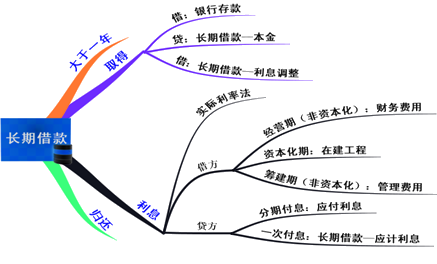 长期借款
大于一年
取得
借：银行存款
贷：长期借款—本金
借：长期借款—利息调整
利息
实际利率法
借方
经营期（非资本化）：财务费用
资本化期：在建工程
筹建期（非资本化）：管理费用
贷方
分期付息：应付利息
一次付息：长期借款—应计利息
归还